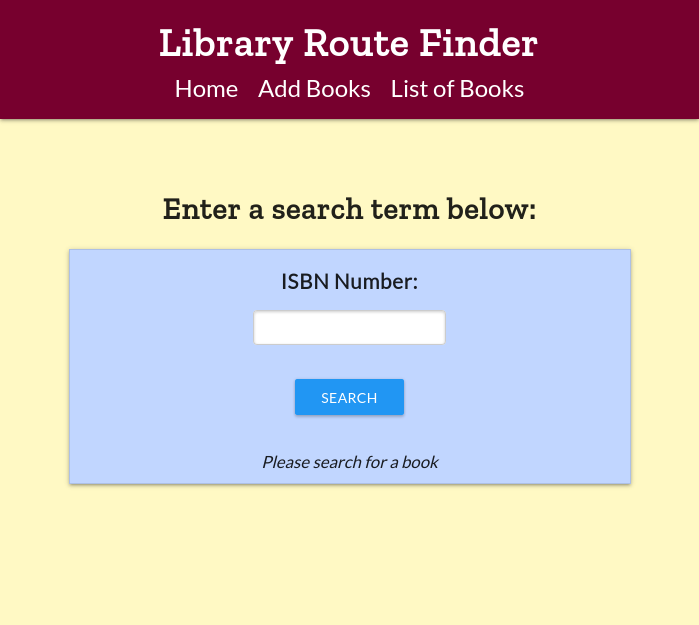 Library Route Finder
Home Add Books List of Books
Enter a search term below:
ISBN Number:
SEARCH
Please search for a book